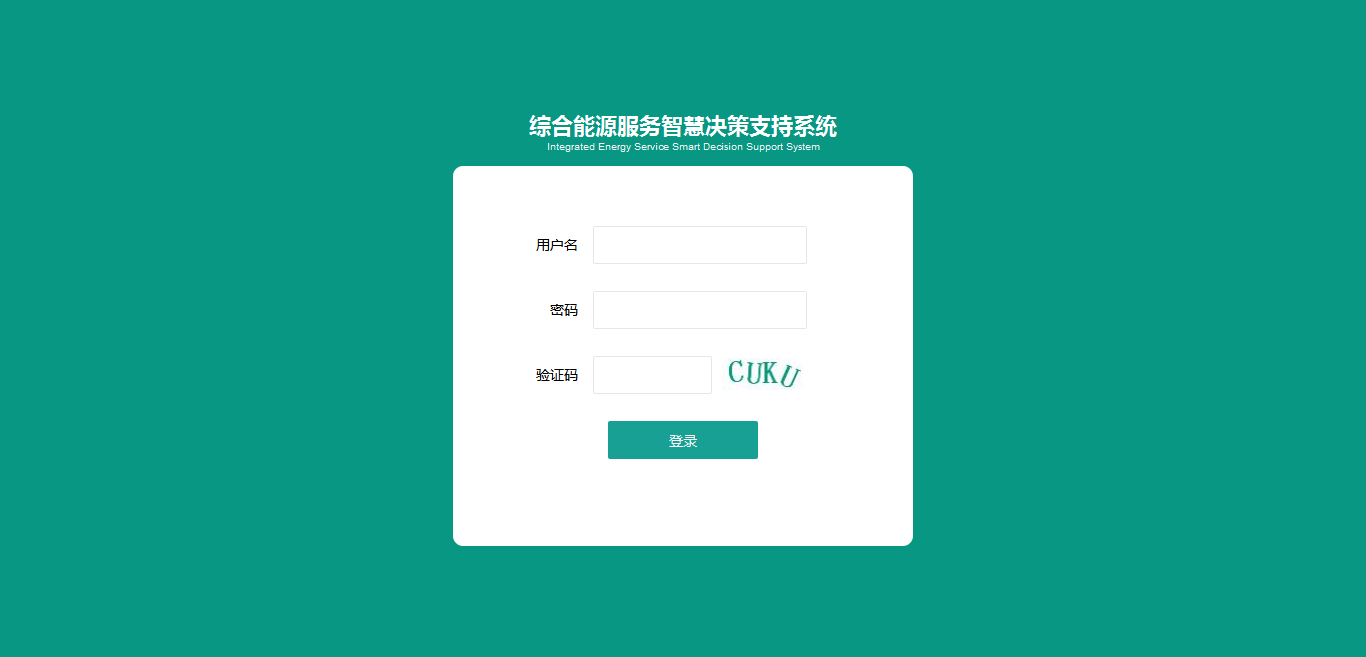 综合能源服务智慧决策支持系统
Integrated Energy Service Smart Decision Support System
用户名
密码
验证码 CUKU
登录